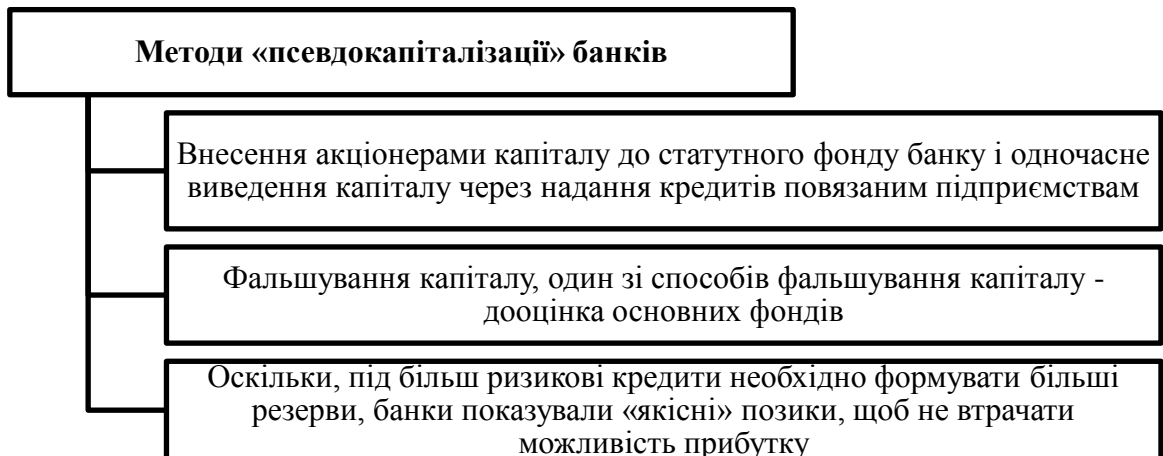 Методи «псевдокапіталізації» банків
Внесення акціонерами капіталу до статутного фонду банку і одночасне
виведення капіталу через надання кредитів повязаним підприємствам
Фальшування капіталу, один зі способів фальшування капіталу -
дооцінка основних фондів
Оскільки, під більш ризикові кредити необхідно формувати більші
резерви, банки показували «якісні» позики, щоб не втрачати
можливість прибутку